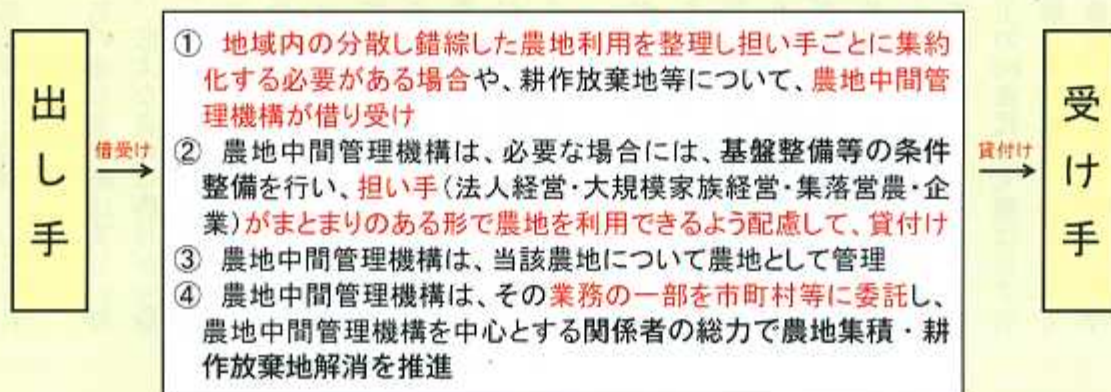 出し手
借受け
① 地域内の分散し錯綜した農地利用を整理し担い手ごとに集約
化する必要がある場合や、耕作放棄地等について、農地中間管
理機構が借り受け
② 農地中間管理機構は、必要な場合には、基盤整備等の条件
整備を行い、担い手(法人経営・大規模家族経営・集落営農・企
業)がまとまりのある形で農地を利用できるよう配慮して、貸付け
③ 農地中間管理機構は、当該農地について農地として管理
④ 農地中間管理機構は、その業務の一部を市町村等に委託し、
農地中間管理機構を中心とする関係者の総力で農地集積・耕
作放棄地解消を推進
貸付け
受け手